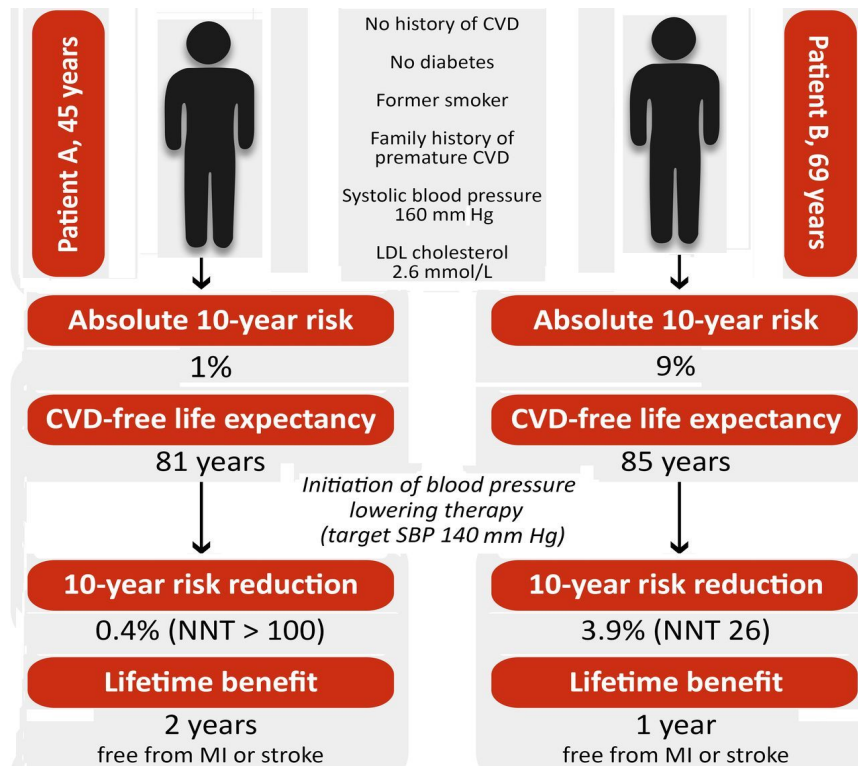 Patient A, 45 years
No history of CVD
No diabetes
Former smoker
Family history of
premature CVD
Systolic blood pressure
160 mm Hg
LDL cholesterol
2.6 mmol/L
Patient B, 69 years
Absolute 10-year risk
1%
CVD-free life expectancy
81 years
Absolute 10-year risk
9%
CVD-free life expectancy
85 years
Initiation of blood pressure
lowering therapy
(target SBP 140 mm Hg)
10-year risk reduction
0.4% (NNT > 100)
Lifetime benefit
2 years
free from MI or stroke
10-year risk reduction
3.9% (NNT 26)
Lifetime benefit
1 year
free from MI or stroke